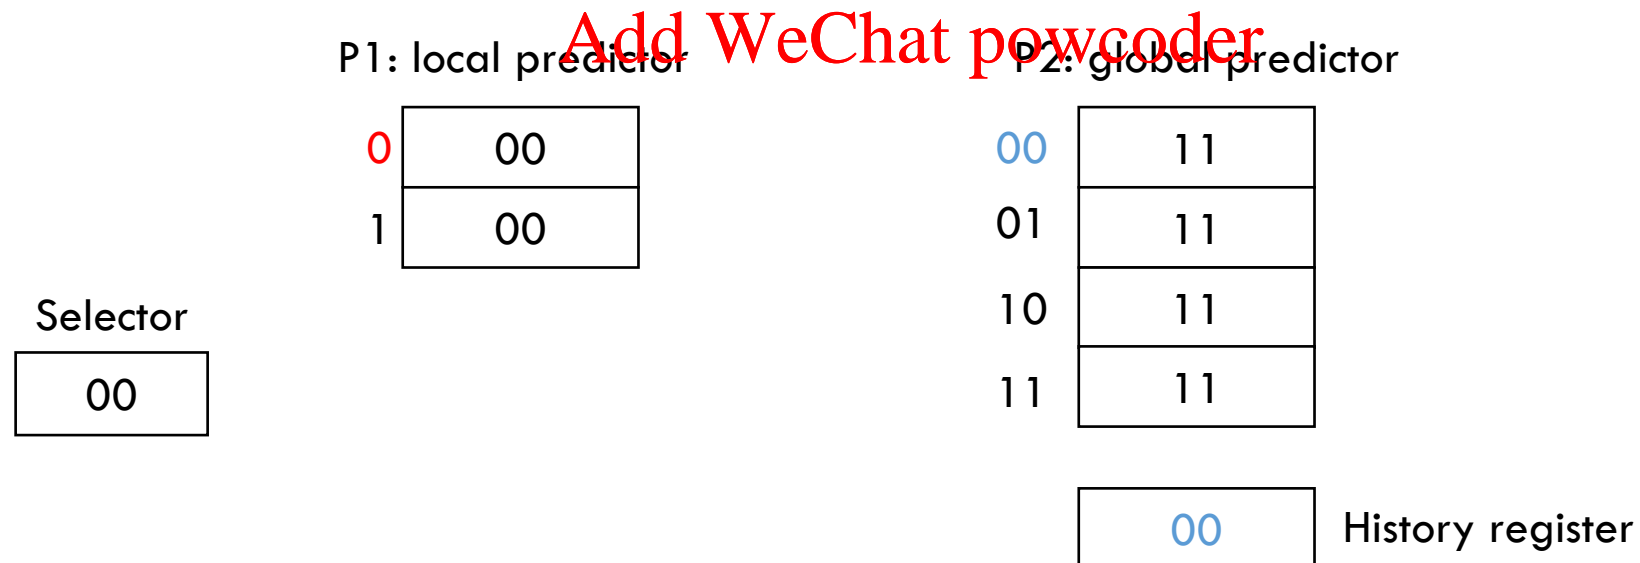 Add WeChat powcoder
P1: local predictor P2: global predictor
0 00 00 11
1 00 01 11
10 11
Selector
00 11 11
00 History register